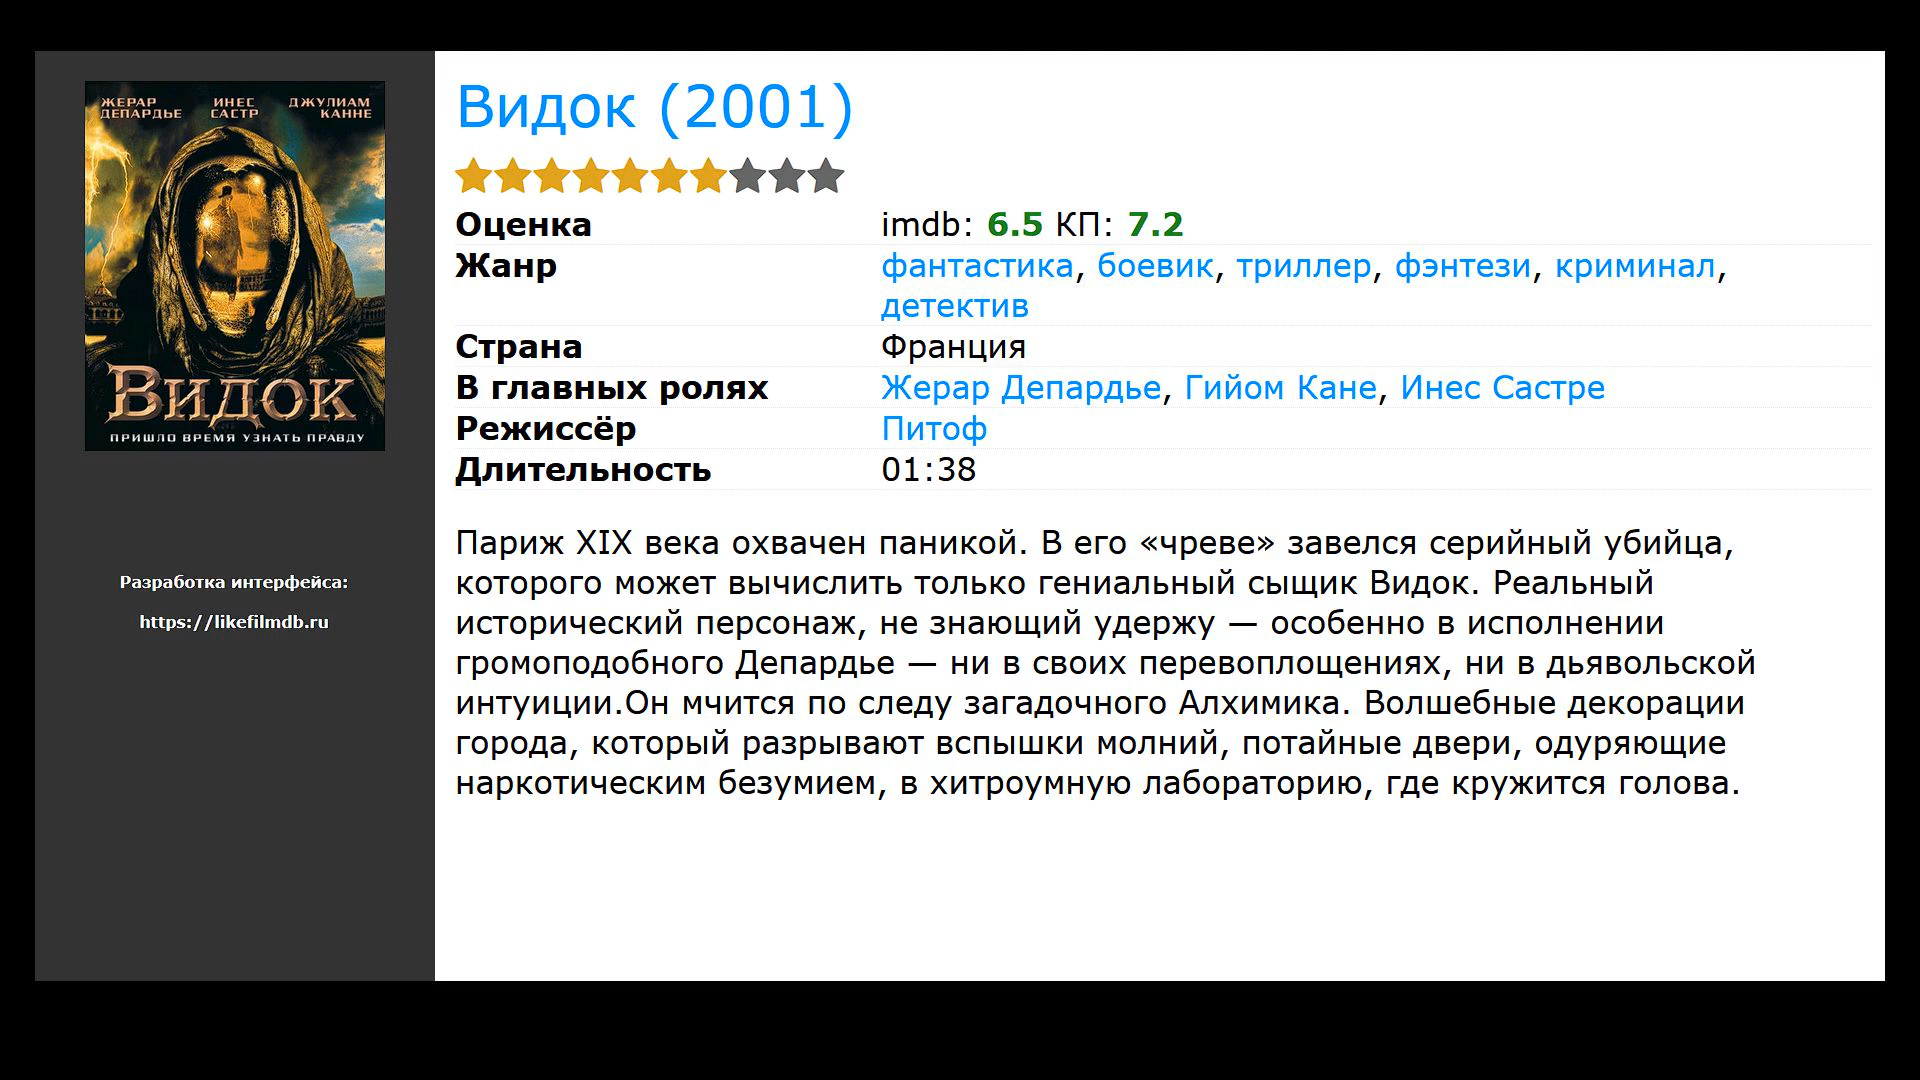 ЖЕРАР ДЕПАРДЬЕ
ИНЕС САСТР
ДЖУЛИАМ КАННЕ
ВИДОК
ПРИШЛО ВРЕМЯ УЗНАТЬ ПРАВДУ
Разработка интерфейса:
https://likefilmdb.ru
Видок (2001)
Оценка imdb: 6.5 КП: 7.2
Жанр фантастика, боевик, триллер, фэнтези, криминал,
детектив
Страна Франция
В главных ролях Жерар Депардье, Гийом Кане, Инес Састре
Режиссёр Питоф
Длительность 01:38
Париж XIX века охвачен паникой. В его «чреве» завелся серийный убийца,
которого может вычислить только гениальный сыщик Видок. Реальный
исторический персонаж, не знающий удержу — особенно в исполнении
громоподобного Депардье — ни в своих перевоплощениях, ни в дьявольской
интуиции.Он мчится по следу загадочного Алхимика. Волшебные декорации
города, который разрывают вспышки молний, потайные двери, одуряющие
наркотическим безумием, в хитроумную лабораторию, где кружится голова.